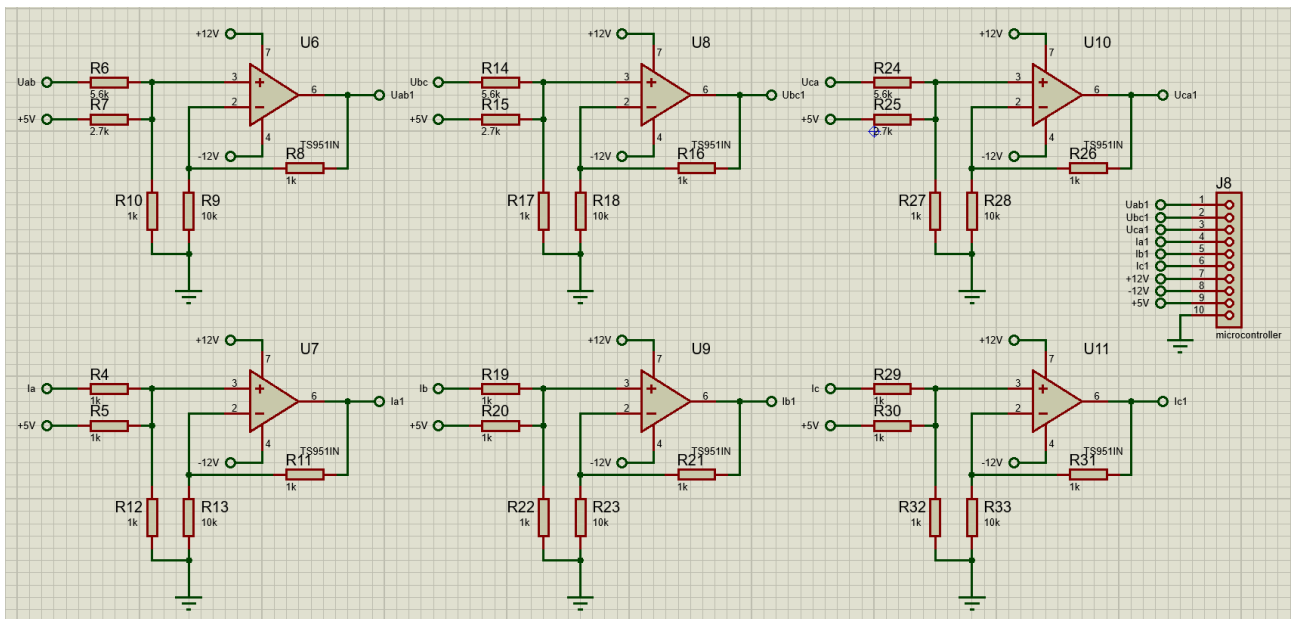 +12V
7
U6
Uab
R6
5.6k
3
+
Uab1
6
2
−
R7
+5V
2.7k
4
-12V
TS951IN
R8
1k
R10
1k
R9
10k
+12V
7
U8
Ubc
R14
5.6k
3
+
Ubc1
6
2
−
R15
+5V
2.7k
4
-12V
TS951IN
R16
1k
R17
1k
R18
10k
+12V
7
U10
Uca
R24
5.6k
3
+
Uca1
6
2
−
R25
+5V
4
-12V
TS951IN
R26
1k
R27
1k
R28
10k
J8
Uab1 1
Ubc1 2
Uca1 3
Ia1 4
Ib1 5
Ic1 6
+12V 7
-12V 8
+5V 9
10
microcontroller
+12V
7
U7
Ia
R4
1k
3
+
Ia1
6
2
−
R5
+5V
1k
4
-12V
TS951IN
R11
1k
R12
1k
R13
10k
+12V
7
U9
Ib
R19
1k
3
+
Ib1
6
2
−
R20
+5V
1k
4
-12V
TS951IN
R21
1k
R22
1k
R23
10k
+12V
7
U11
Ic
R29
1k
3
+
Ic1
6
2
−
R30
+5V
1k
4
-12V
TS951IN
R31
1k
R32
1k
R33
10k